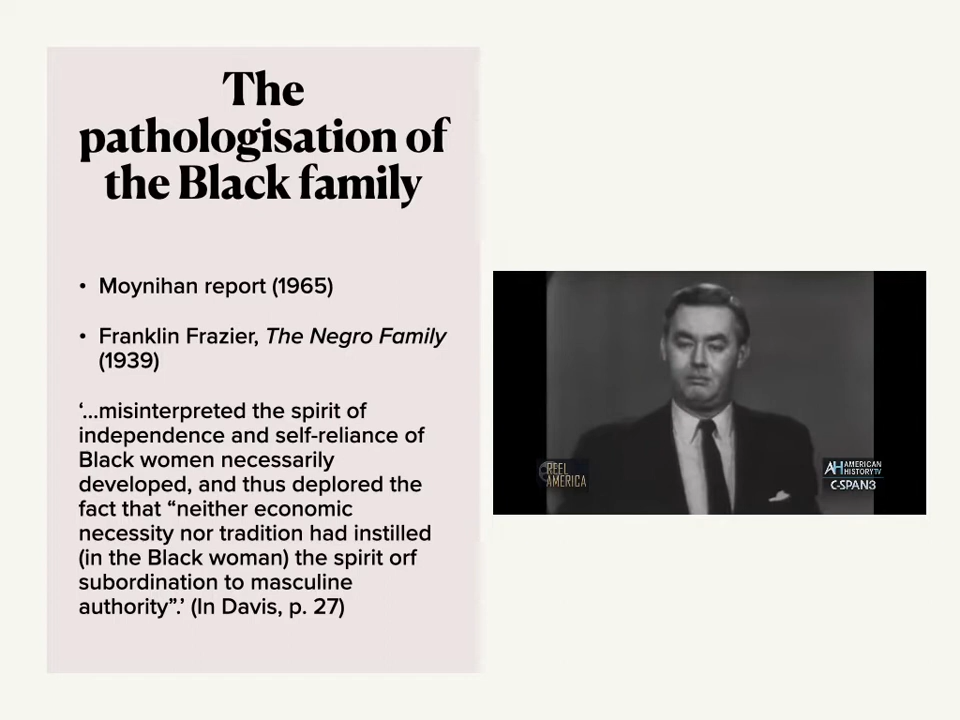 The
pathologisation of
the Black family
• Moynihan report (1965)
• Franklin Frazier, The Negro Family
(1939)
‘...misinterpreted the spirit of
independence and self-reliance of
Black women necessarily
developed, and thus deplored the
fact that “neither economic
necessity nor tradition had instilled
(in the Black woman) the spirit orf
subordination to masculine
authority”.’ (In Davis, p. 27)
REEL
AMERICA
AH AMERICAN
HISTORYTV
C-SPAN3